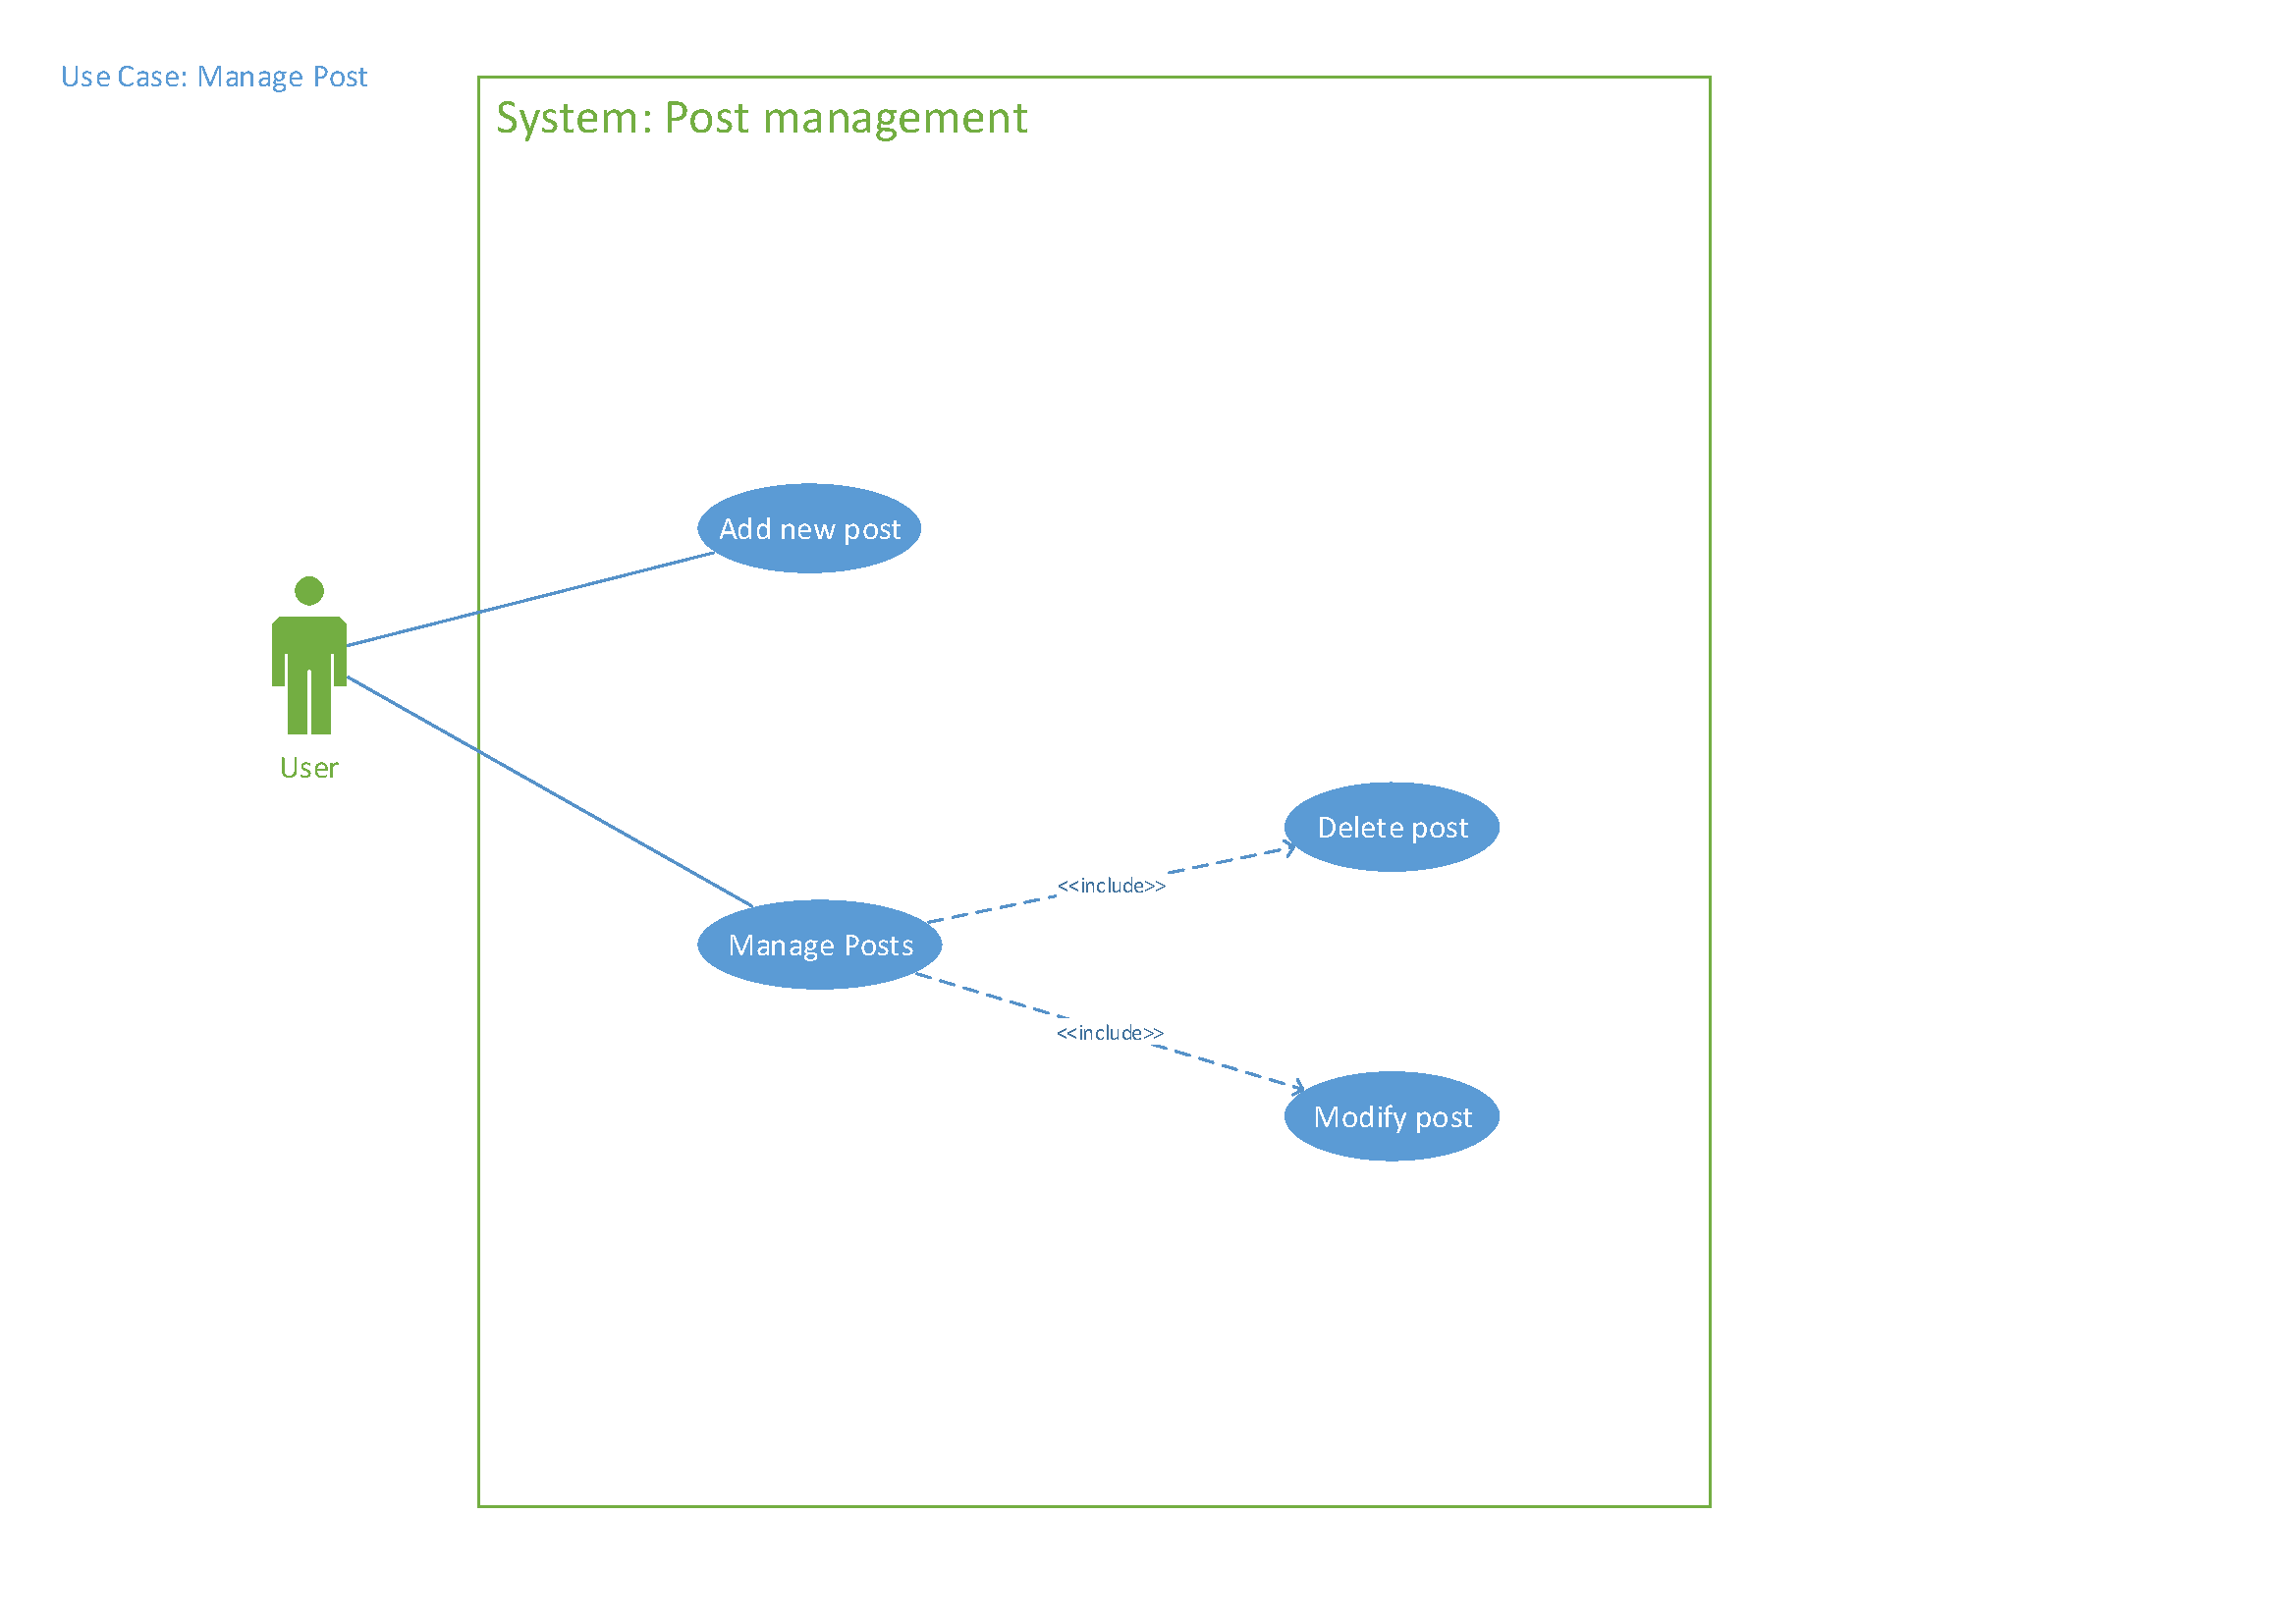 Use Case: Manage Post
System: Post management
Add new post
User
Delete post
<<include>>
Manage Posts
<<include>>
Modify post